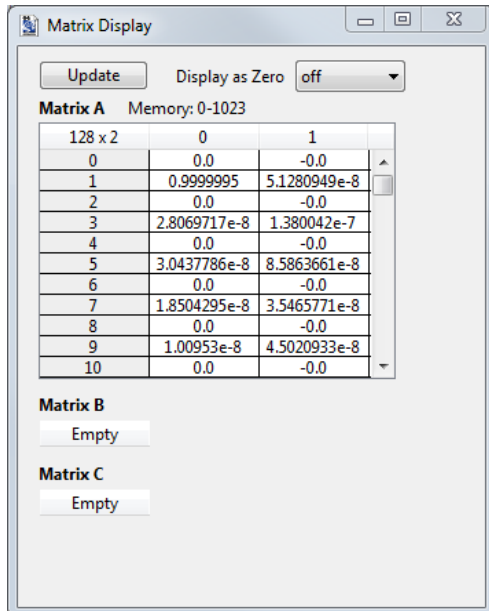 Matrix Display
Update Display as Zero off
Matrix A Memory: 0-1023
128 x 2 0 1
0 0.0 -0.0
1 0.9999995 5.1280949e-8
2 0.0 -0.0
3 2.8069717e-8 1.380042e-7
4 0.0 -0.0
5 3.0437786e-8 8.5863661e-8
6 0.0 -0.0
7 1.8504295e-8 3.5465771e-8
8 0.0 -0.0
9 1.00953e-8 4.5020933e-8
10 0.0 -0.0
Matrix B
Empty
Matrix C
Empty